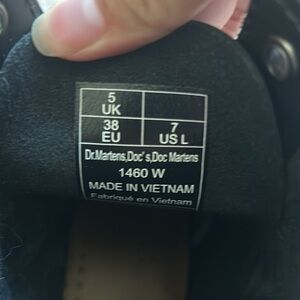 5
UK
38
EU
7
US L
Dr.Martens,Doc's,Doc Martens
1460 W
MADE IN VIETNAM
Fabriqué en Vietnam